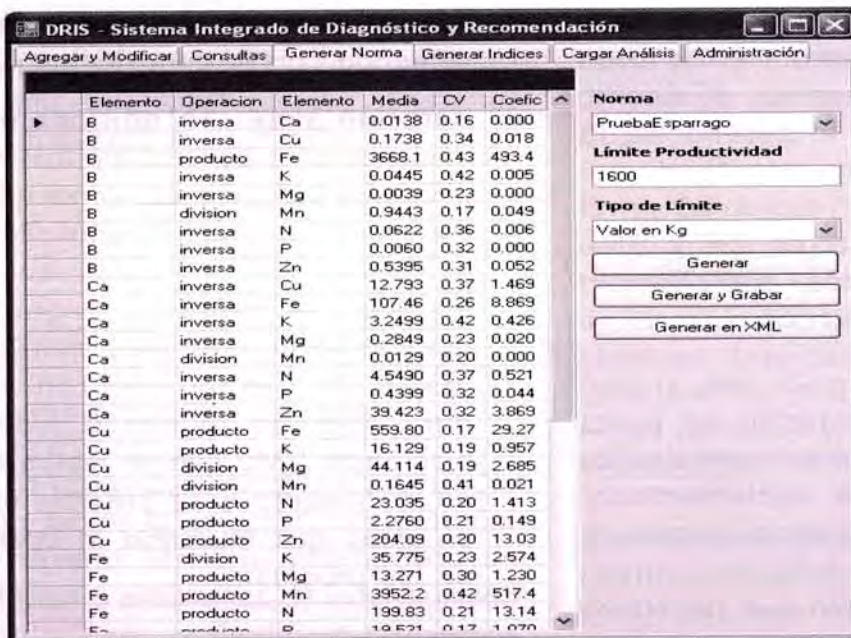 DRIS - Sistema Integrado de Diagnóstico y Recomendación
Agregar y Modificar Consultas Generar Norma Generar Indices Cargar Análisis Administración
Elemento Operacion Elemento Media CV Coefic
B inversa Ca 0.0138 0.16 0.000
B inversa Cu 0.1738 0.34 0.018
B producto Fe 3668.1 0.43 493.4
B inversa K 0.0445 0.42 0.005
B inversa Mg 0.0039 0.23 0.000
B division Mn 0.9443 0.17 0.049
B inversa N 0.0622 0.36 0.006
B inversa P 0.0060 0.32 0.000
B inversa Zn 0.5395 0.31 0.052
Ca inversa Cu 12.793 0.37 1.469
Ca inversa Fe 107.46 0.26 8.869
Ca inversa K 3.2499 0.42 0.426
Ca inversa Mg 0.2849 0.23 0.020
Ca division Mn 0.0129 0.20 0.000
Ca inversa N 4.5490 0.37 0.521
Ca inversa P 0.4399 0.32 0.044
Ca inversa Zn 39.423 0.32 3.869
Cu producto Fe 559.80 0.17 29.27
Cu producto K 16.129 0.19 0.957
Cu division Mg 44.114 0.19 2.685
Cu division Mn 0.1645 0.41 0.021
Cu producto N 23.035 0.20 1.413
Cu producto P 2.2760 0.21 0.149
Cu producto Zn 204.09 0.20 13.03
Fe division K 35.775 0.23 2.574
Fe producto Mg 13.271 0.30 1.230
Fe producto Mn 3952.2 0.42 517.4
Fe producto N 199.83 0.21 13.14
Fe producto P 19.521 0.17 1.070
Norma
PruebaEsparrago
Límite Productividad
1600
Tipo de Límite
Valor en Kg
Generar
Generar y Grabar
Generar en XML